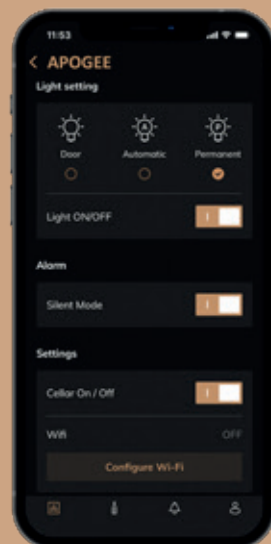 11:53
APOGEE
Light setting
A
P
Door
Automatic
Permanent
Light ON/OFF
Alarm
Silent Mode
Settings
Cellar On / Off
Wifi OFF
Configure Wi-Fi